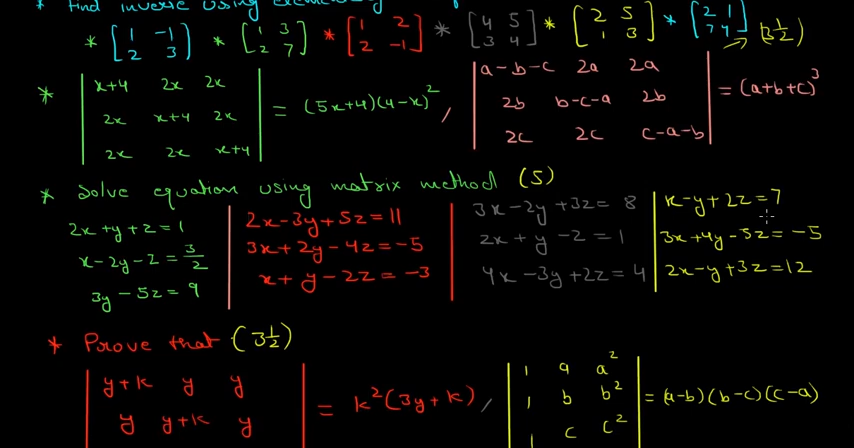 * Find inverse using elementary
* [1 -1 2 3] * [1 3 2 7] * [1 2 2 -1] * [4 5 3 4] * [2 5 1 3] * [2 1 7 4] (3½)
* |x+4 2x 2x
2x x+4 2x
2x 2x x+4| = (5x+4)(4-x)²,
|a-b-c 2a 2a
2b b-c-a 2b
2c 2c c-a-b| = (a+b+c)³
* Solve equation using matrix method (5)
2x+y+z=1
x-2y-z=3/2
3y-5z=9
2x-3y+5z=11
3x+2y-4z=-5
x+y-2z=-3
3x-2y+3z=8
2x+y-z=1
4x-3y+2z=4
x-y+2z=7
3x+4y-5z=-5
2x-y+3z=12
* Prove that (3½)
|y+k y y
y y+k y| = k²(3y+k),
|1 a a²
1 b b²
1 c c²| = (a-b)(b-c)(c-a)